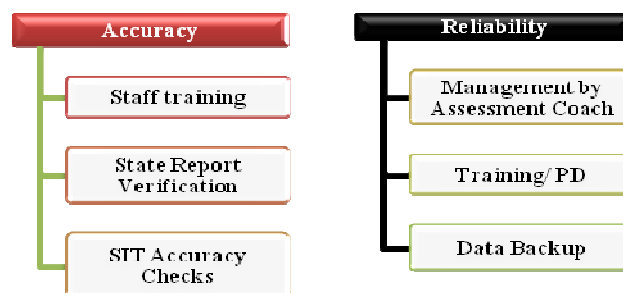 Accuracy
Staff training
State Report
Verification
SIT Accuracy
Checks
Reliability
Management by
Assessment Coach
Training/ PD
Data Backup